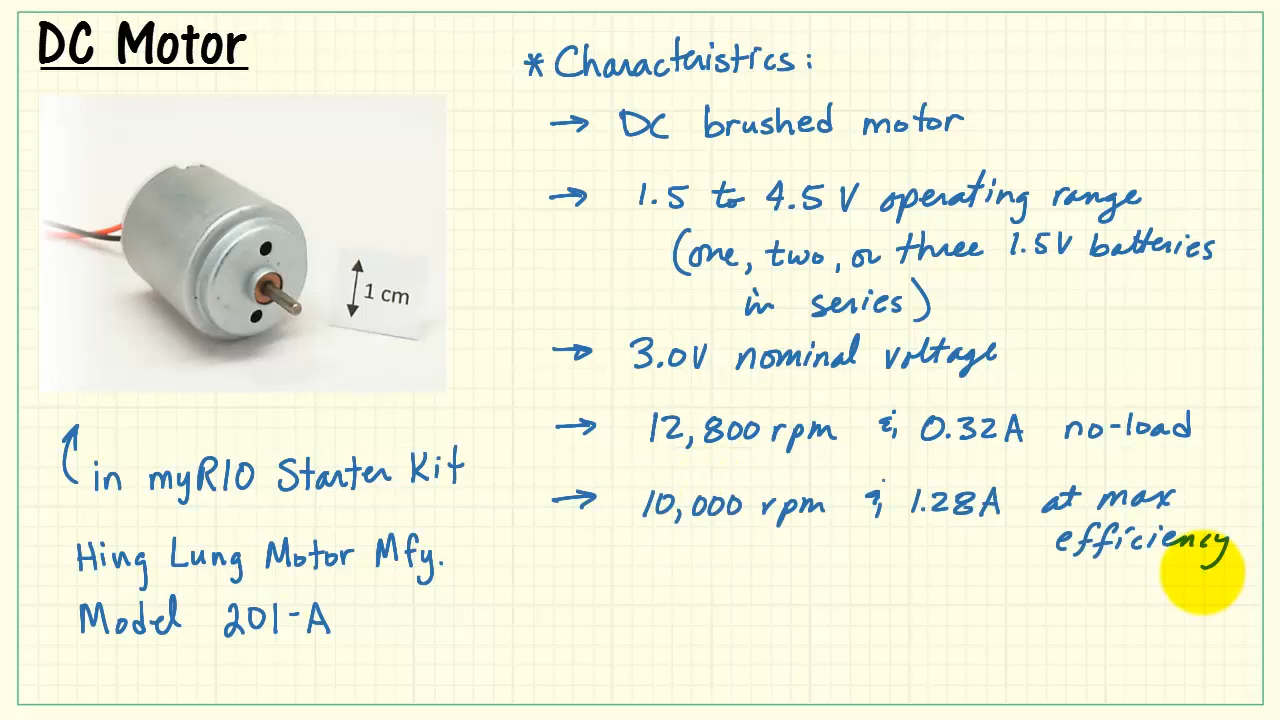 DC Motor
1 cm
in myRIO Starter Kit
Hing Lung Motor Mfy.
Model 201-A
* Characteristics:
→ DC brushed motor
→ 1.5 to 4.5 V operating range
(one, two, or three 1.5V batteries
in series)
→ 3.0V nominal voltage
→ 12,800 rpm & 0.32A no-load
→ 10,000 rpm & 1.28A at max
efficiency